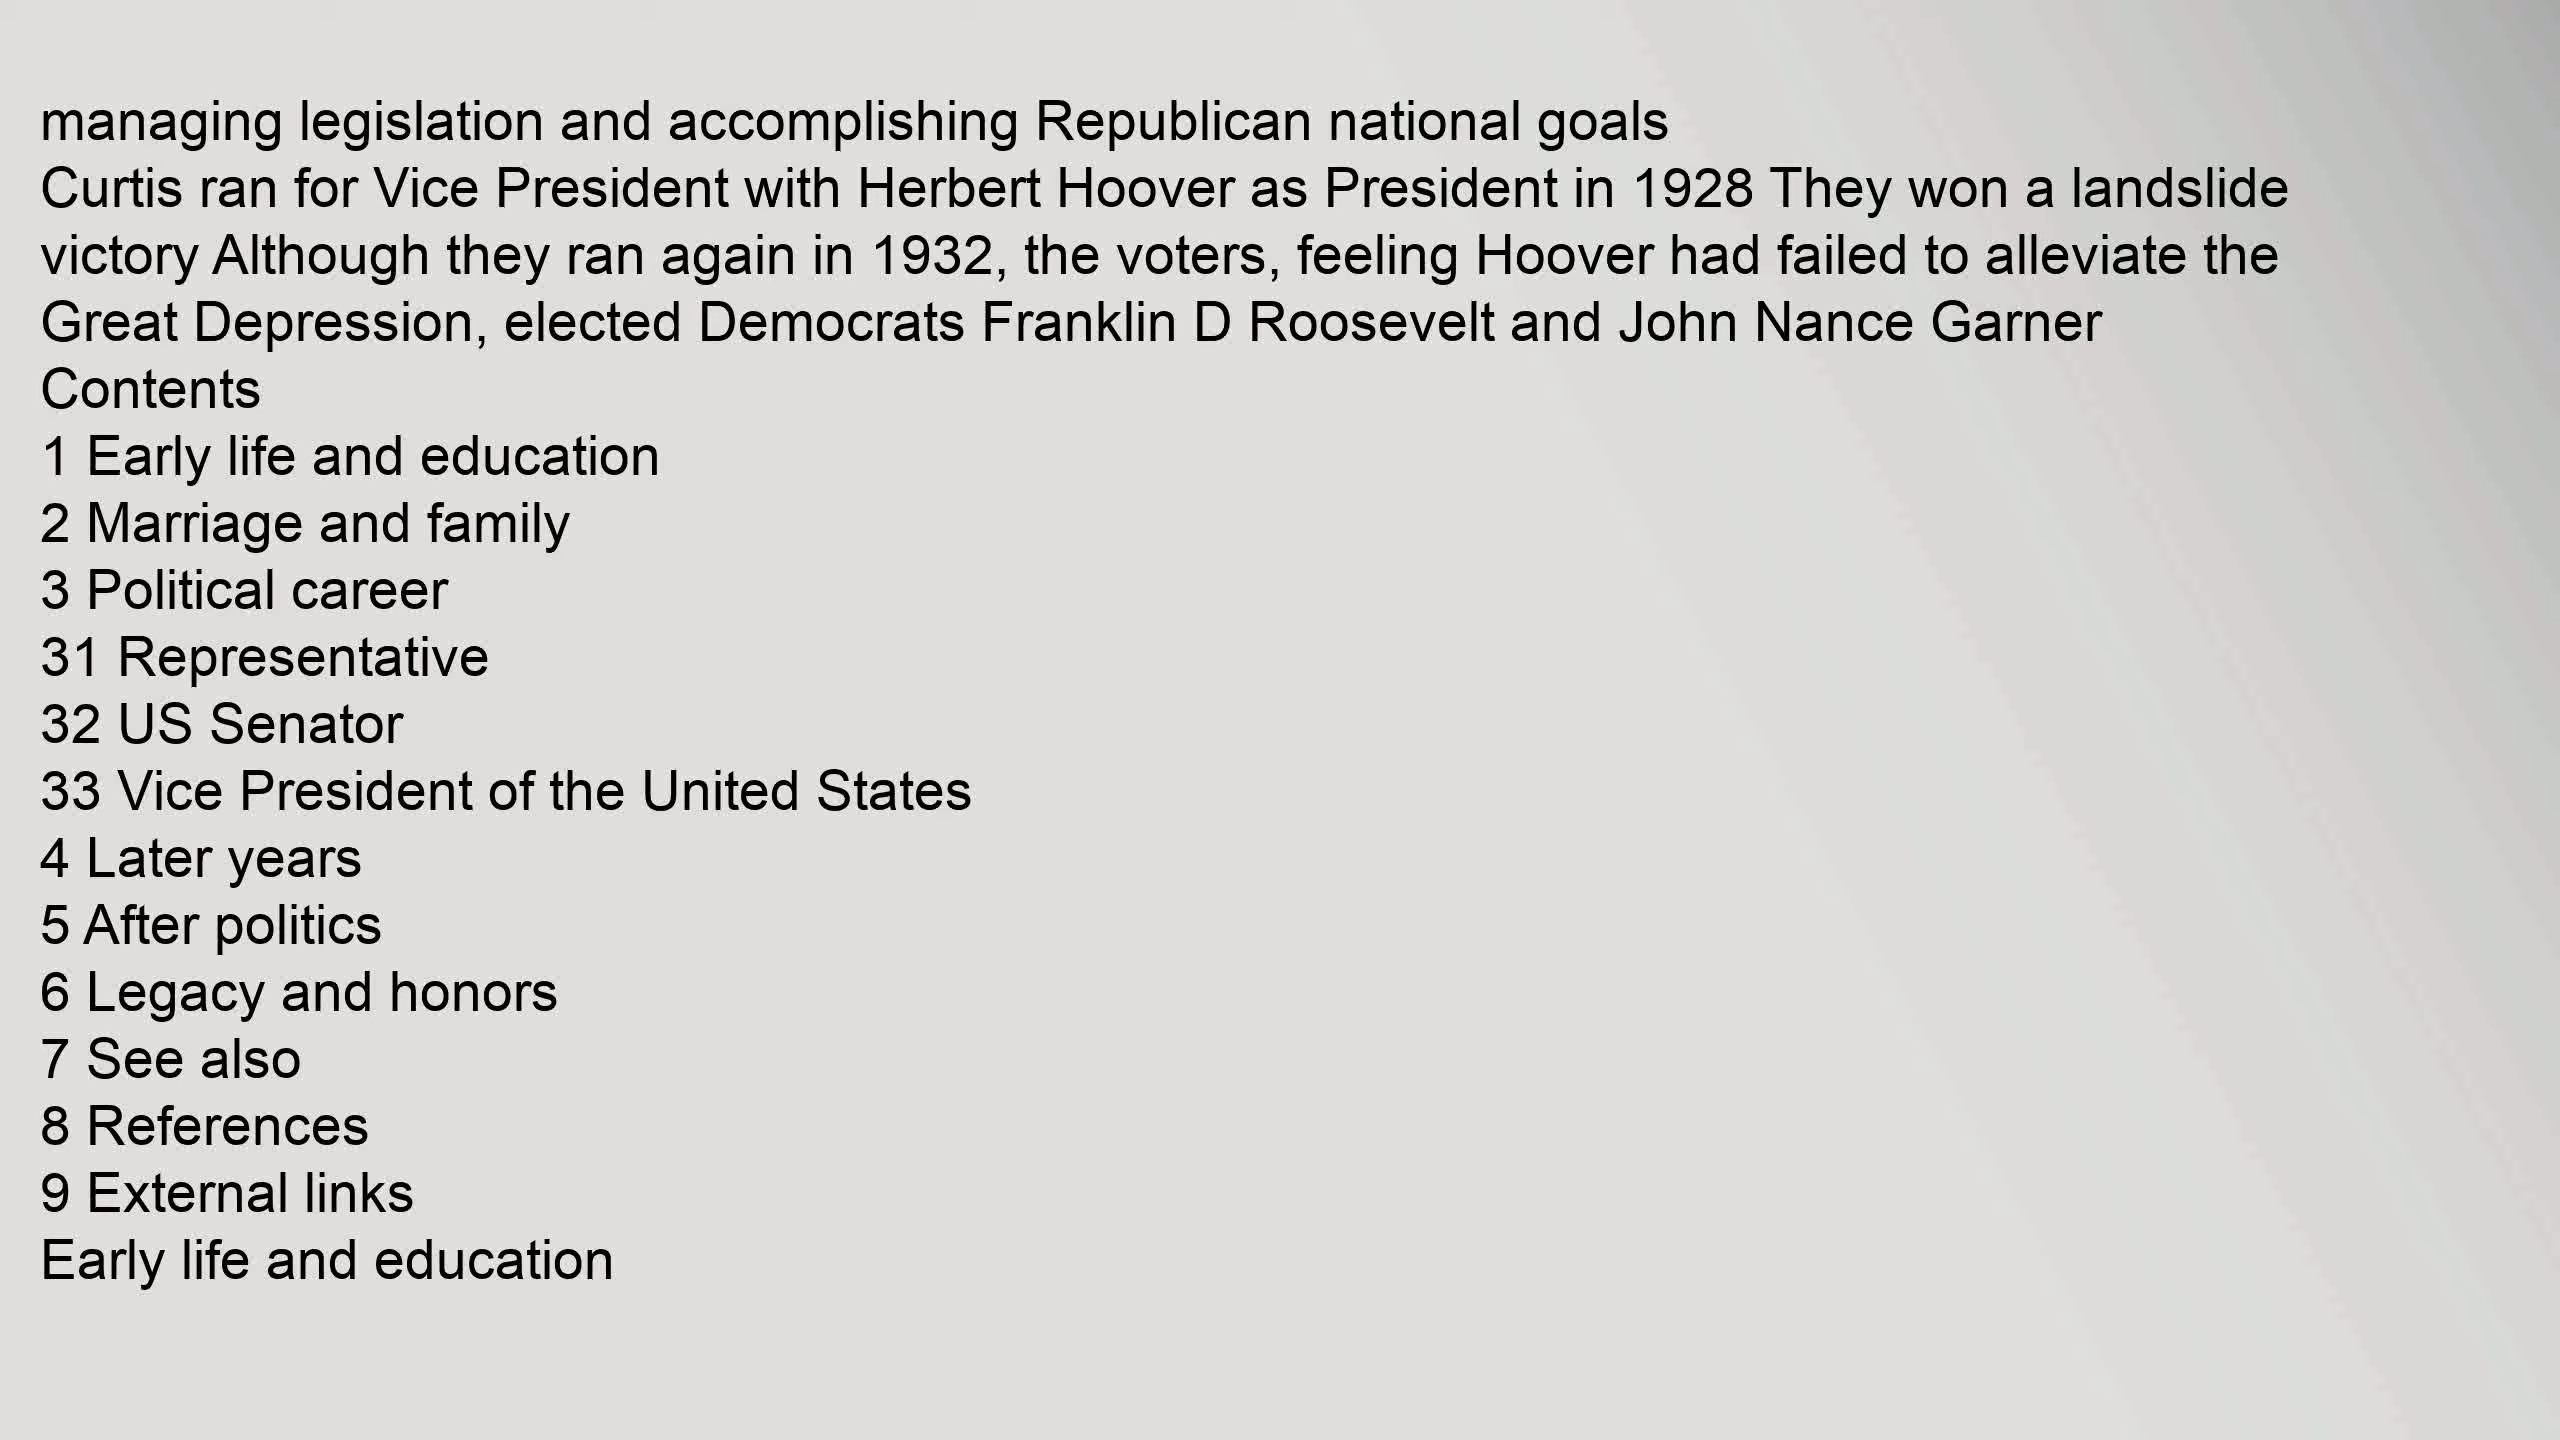 managing legislation and accomplishing Republican national goals
Curtis ran for Vice President with Herbert Hoover as President in 1928 They won a landslide
victory Although they ran again in 1932, the voters, feeling Hoover had failed to alleviate the
Great Depression, elected Democrats Franklin D Roosevelt and John Nance Garner
Contents
1 Early life and education
2 Marriage and family
3 Political career
31 Representative
32 US Senator
33 Vice President of the United States
4 Later years
5 After politics
6 Legacy and honors
7 See also
8 References
9 External links
Early life and education